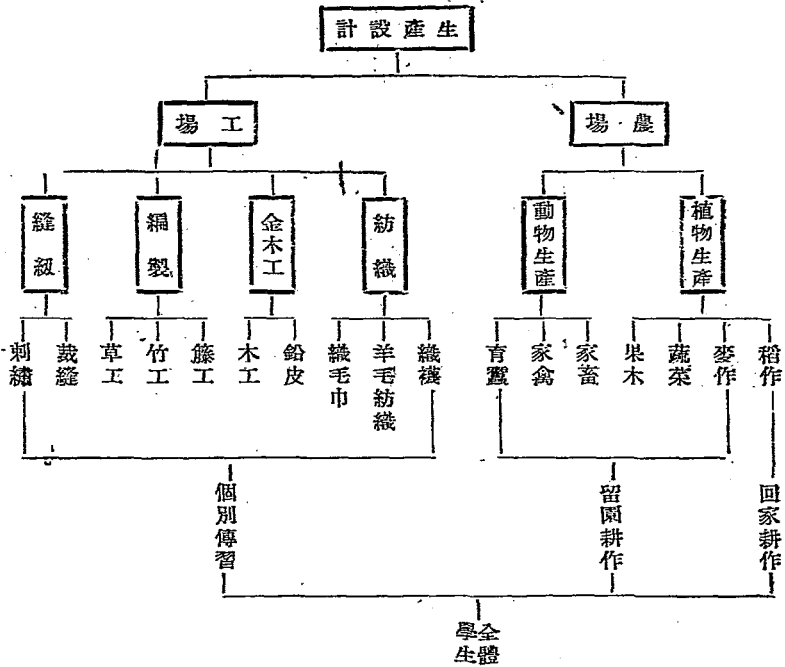 生產設計
農場
工場
植物生產
動物生產
紡織
金木工
編製
縫級
稻作
麥作
蔬菜
果木
家畜
家禽
育蠶
織襪
羊毛紡織
織毛巾
鉛皮
木工
籐工
竹工
草工
裁縫
刺繡
回家耕作
留園耕作
個別傳習
全體
學生